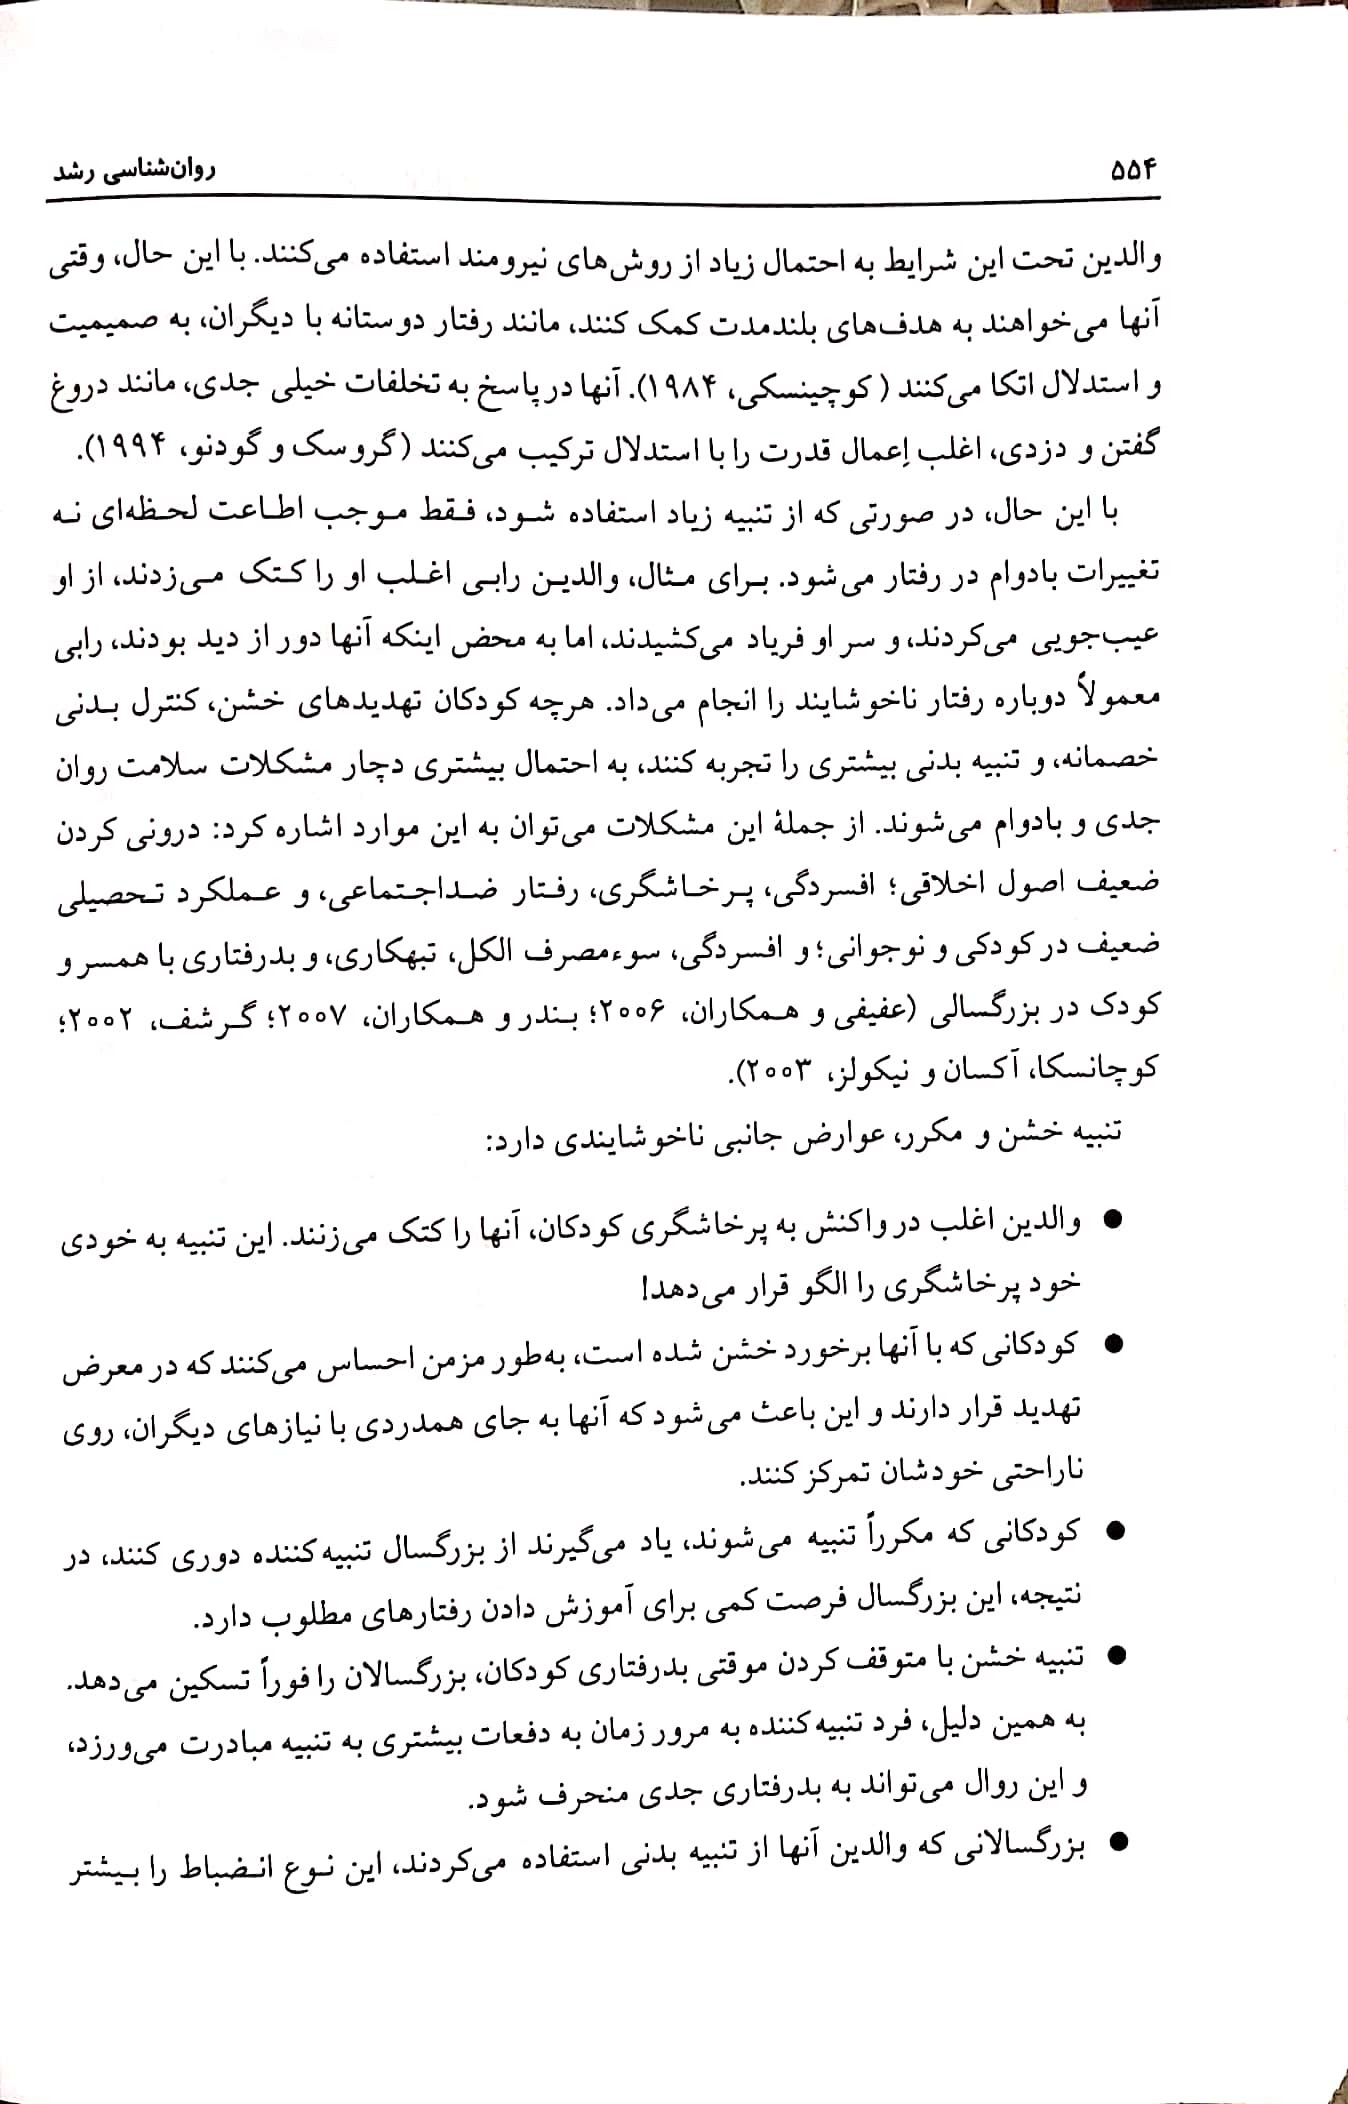 ۵۵۴ روان‌شناسی رشد
والدین تحت این شرایط به احتمال زیاد از روش‌های نیرومند استفاده می‌کنند. با این حال، وقتی
آنها می‌خواهند به هدف‌های بلندمدت کمک کنند، مانند رفتار دوستانه با دیگران، به صمیمیت
و استدلال اتکا می‌کنند (کوچینسکی، ۱۹۸۴). آنها در پاسخ به تخلفات خیلی جدی، مانند دروغ
گفتن و دزدی، اغلب إعمال قدرت را با استدلال ترکیب می‌کنند (گروسک و گودنو، ۱۹۹۴).
با این حال، در صورتی که از تنبیه زیاد استفاده شود، فقط موجب اطاعت لحظه‌ای نه
تغییرات بادوام در رفتار می‌شود. برای مثال، والدین رابی اغلب او را کتک می‌زدند، از او
عیب‌جویی می‌کردند، و سر او فریاد می‌کشیدند، اما به محض اینکه آنها دور از دید بودند، رابی
معمولاً دوباره رفتار ناخوشایند را انجام می‌داد. هرچه کودکان تهدیدهای خشن، کنترل بدنی
خصمانه، و تنبیه بدنی بیشتری را تجربه کنند، به احتمال بیشتری دچار مشکلات سلامت روان
جدی و بادوام می‌شوند. از جملهٔ این مشکلات می‌توان به این موارد اشاره کرد: درونی کردن
ضعیف اصول اخلاقی؛ افسردگی، پرخاشگری، رفتار ضداجتماعی، و عملکرد تحصیلی
ضعیف در کودکی و نوجوانی؛ و افسردگی، سوءمصرف الکل، تبهکاری، و بدرفتاری با همسر و
کودک در بزرگسالی (عفیفی و همکاران، ۲۰۰۶؛ بندر و همکاران، ۲۰۰۷؛ گرشف، ۲۰۰۲؛
کوچانسکا، آکسان و نیکولز، ۲۰۰۳).
تنبیه خشن و مکرر، عوارض جانبی ناخوشایندی دارد:
● والدین اغلب در واکنش به پرخاشگری کودکان، آنها را کتک می‌زنند. این تنبیه به خودی
خود پرخاشگری را الگو قرار می‌دهد!
● کودکانی که با آنها برخورد خشن شده است، به‌طور مزمن احساس می‌کنند که در معرض
تهدید قرار دارند و این باعث می‌شود که آنها به جای همدردی با نیازهای دیگران، روی
ناراحتی خودشان تمرکز کنند.
● کودکانی که مکرراً تنبیه می‌شوند، یاد می‌گیرند از بزرگسال تنبیه‌کننده دوری کنند، در
نتیجه، این بزرگسال فرصت کمی برای آموزش دادن رفتارهای مطلوب دارد.
● تنبیه خشن با متوقف کردن موقتی بدرفتاری کودکان، بزرگسالان را فوراً تسکین می‌دهد.
به همین دلیل، فرد تنبیه‌کننده به مرور زمان به دفعات بیشتری به تنبیه مبادرت می‌ورزد،
و این روال می‌تواند به بدرفتاری جدی منحرف شود.
● بزرگسالانی که والدین آنها از تنبیه بدنی استفاده می‌کردند، این نوع انضباط را بیشتر